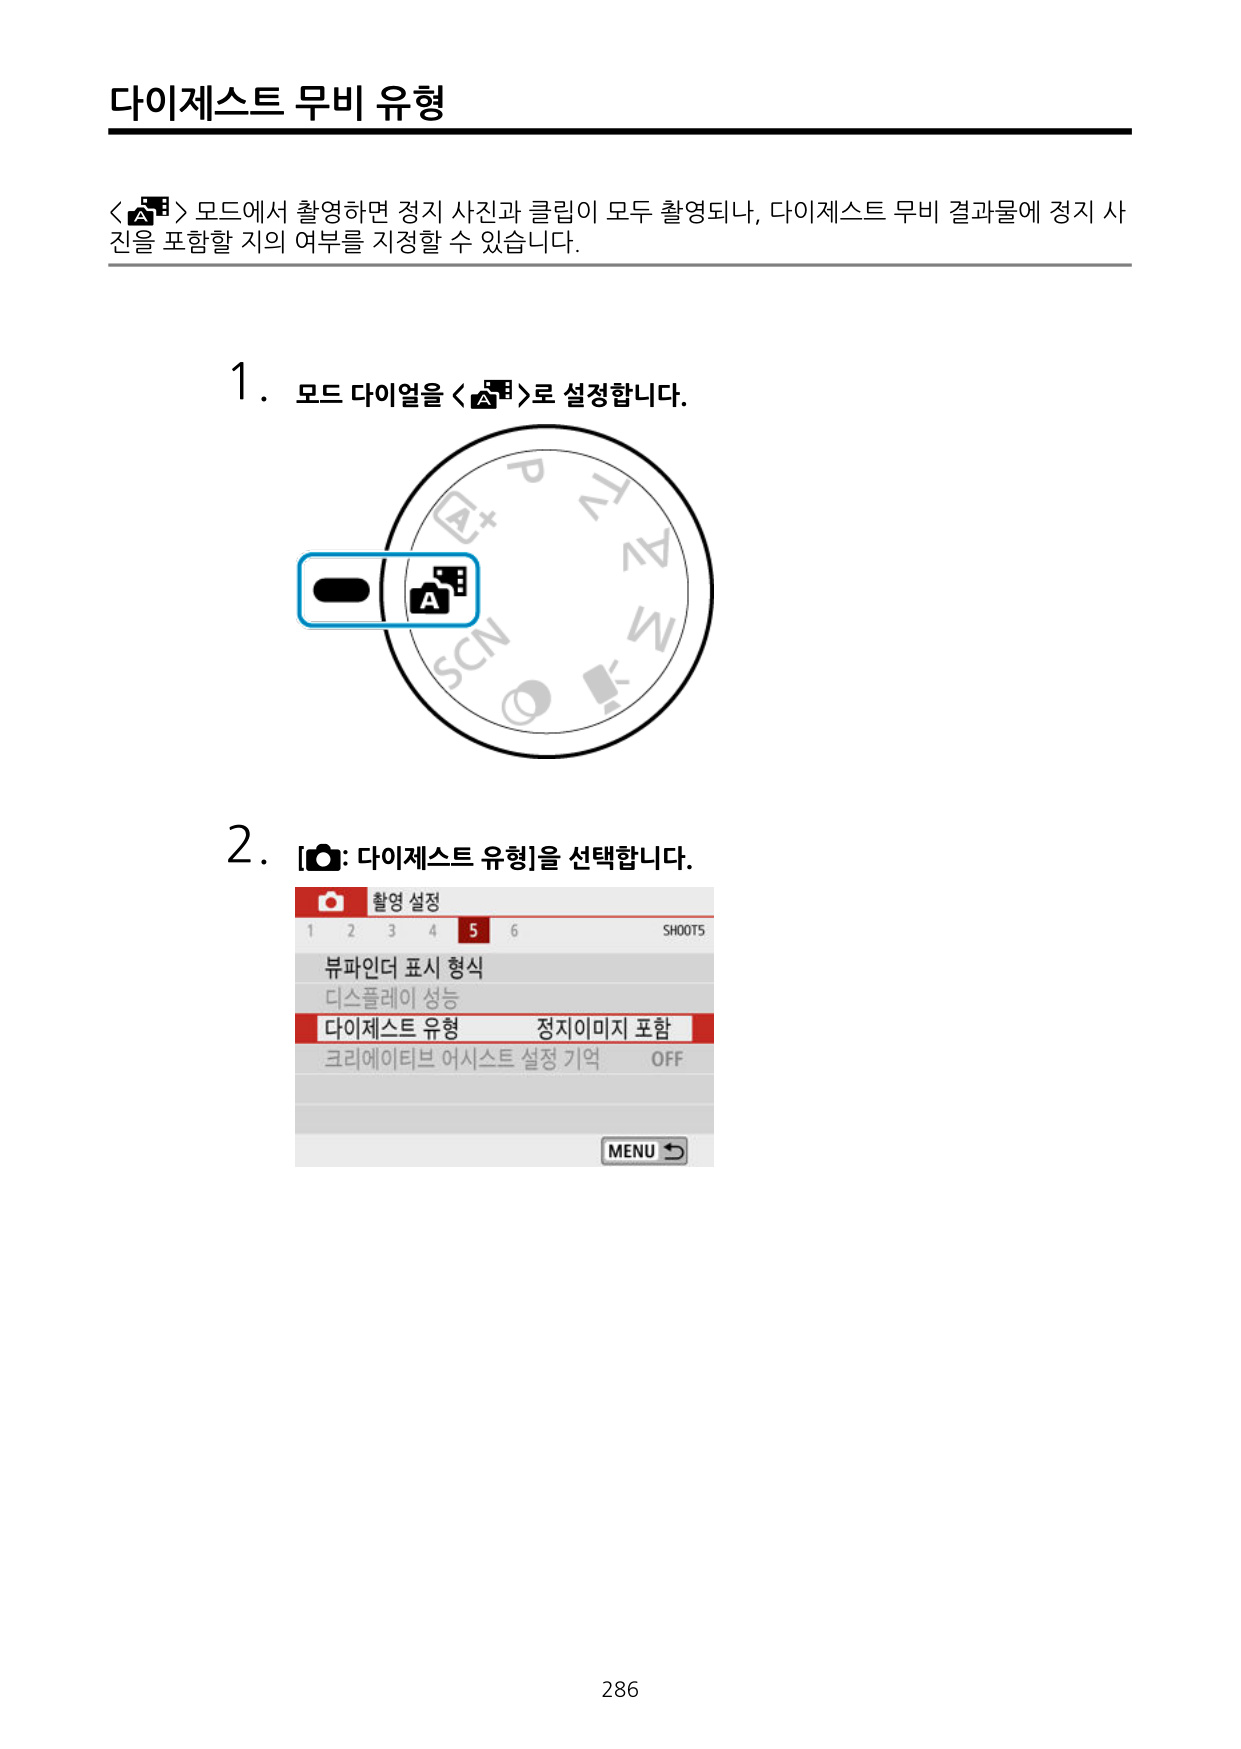 다이제스트 무비 유형
< A > 모드에서 촬영하면 정지 사진과 클립이 모두 촬영되나, 다이제스트 무비 결과물에 정지 사
진을 포함할 지의 여부를 지정할 수 있습니다.
1. 모드 다이얼을 < A >로 설정합니다.
P
Tv
A+
Av
A
M
SCN
2. [: 다이제스트 유형]을 선택합니다.
촬영 설정
1 2 3 4 5 6 SHOOT5
뷰파인더 표시 형식
디스플레이 성능
다이제스트 유형 정지이미지 포함
크리에이티브 어시스트 설정 기억 OFF
MENU
286